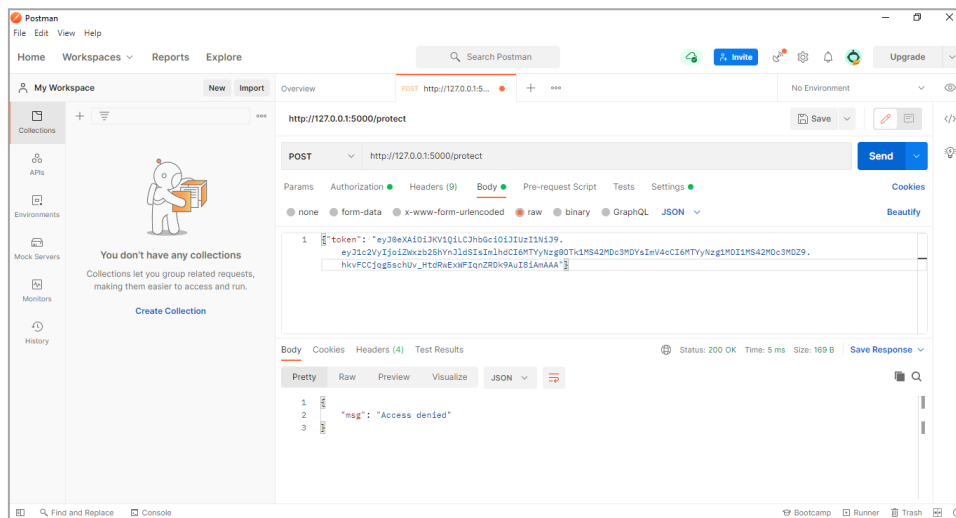 Postman
File Edit View Help
Home Workspaces Reports Explore
Search Postman
Invite
Upgrade
My Workspace
New Import
Overview
POST http://127.0.0.1:5...
No Environment
Collections
APIs
Environments
Mock Servers
Monitors
History
You don't have any collections
Collections let you group related requests,
making them easier to access and run.
Create Collection
http://127.0.0.1:5000/protect
Save
POST http://127.0.0.1:5000/protect
Send
Params Authorization Headers (9) Body Pre-request Script Tests Settings Cookies
none form-data x-www-form-urlencoded raw binary GraphQL JSON Beautify
1 {"token": "eyJ0eXAiOiJKV1QiLCJhbGciOiJIUzI1NiJ9.
Body Cookies Headers (4) Test Results
Status: 200 OK Time: 5 ms Size: 169 B Save Response
Pretty Raw Preview Visualize JSON
1 {
2 "msg": "Access denied"
3 }
Find and Replace Console
Bootcamp Runner Trash